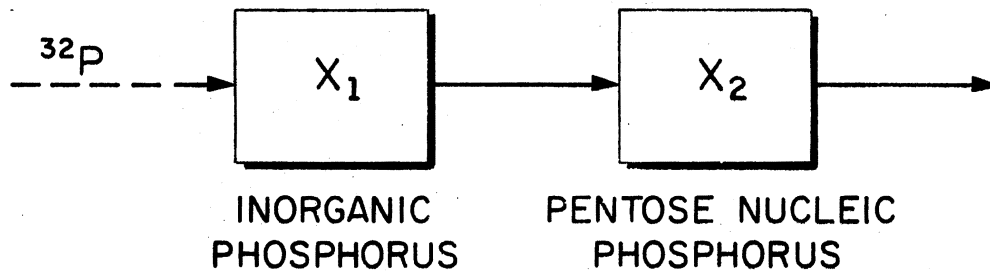 ³²P
X₁
X₂
INORGANIC
PHOSPHORUS
PENTOSE NUCLEIC
PHOSPHORUS